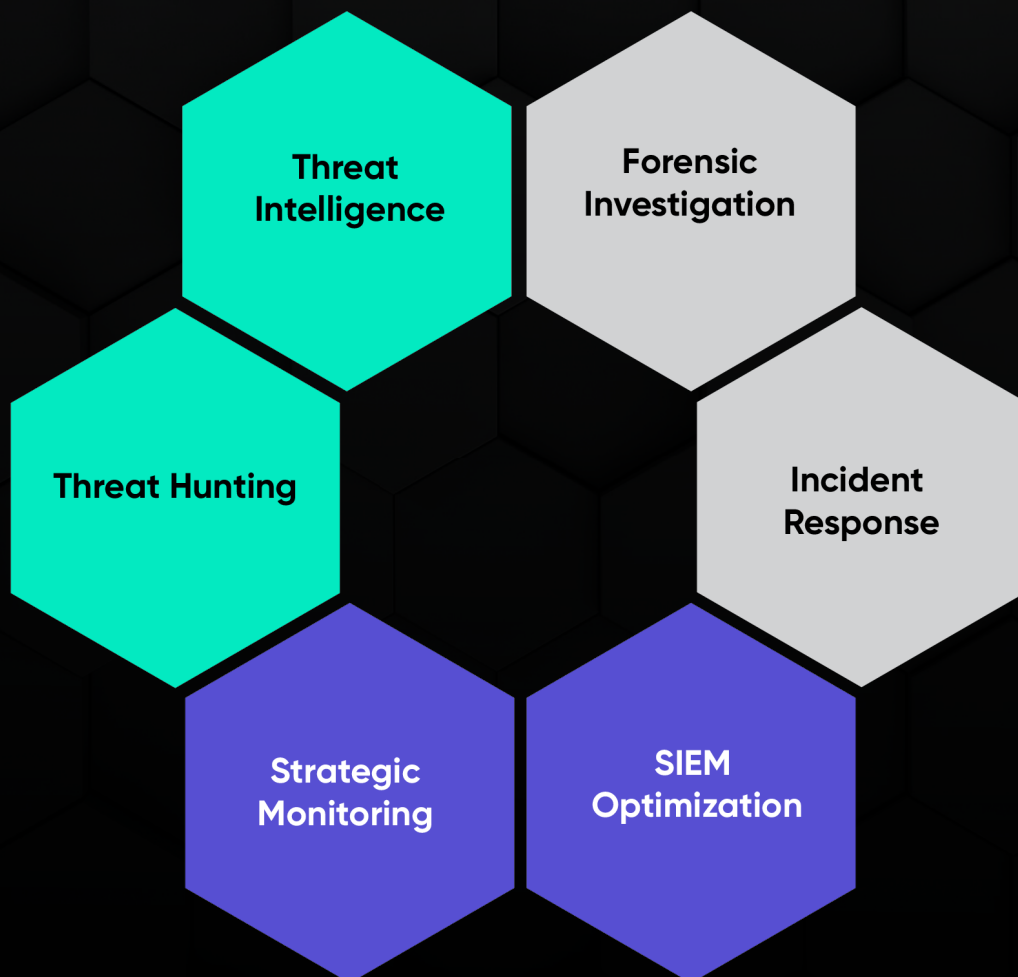 Threat
Intelligence
Forensic
Investigation
Threat Hunting
Incident
Response
Strategic
Monitoring
SIEM
Optimization